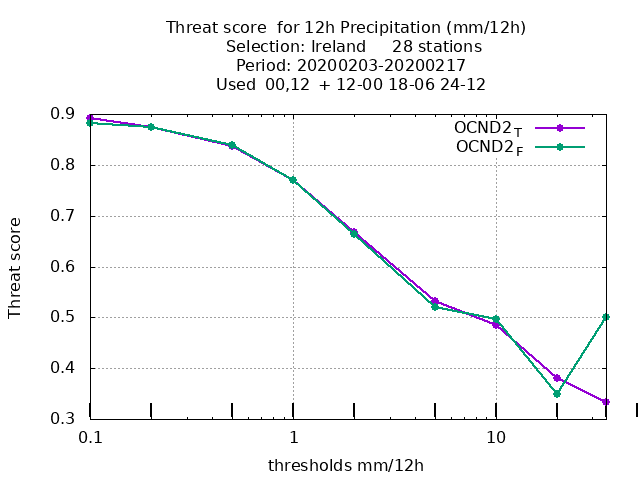 Threat score  for 12h Precipitation (mm/12h)
Selection: Ireland     28 stations
Period: 20200203-20200217
Used  00,12  + 12-00 18-06 24-12
OCND2T
OCND2F
0.9
0.8
0.7
0.6
0.5
0.4
0.3
Threat score
0.1 1 10
thresholds mm/12h